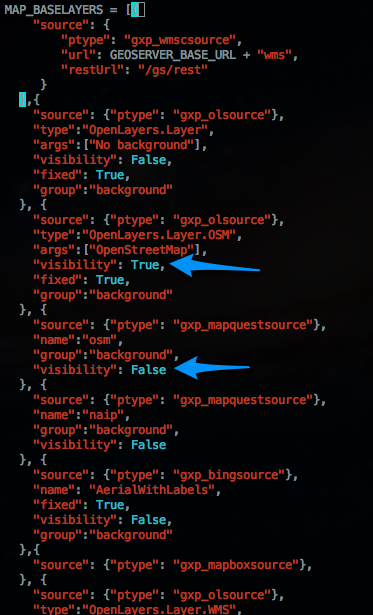 MAP_BASELAYERS = [{
"source": {
"ptype": "gxp_wmscsource",
"url": GEOSERVER_BASE_URL + "wms",
"restUrl": "/gs/rest"
}
},{
"source": {"ptype": "gxp_olsource"},
"type":"OpenLayers.Layer",
"args":["No background"],
"visibility": False,
"fixed": True,
"group":"background"
}, {
"source": {"ptype": "gxp_olsource"},
"type":"OpenLayers.Layer.OSM",
"args":["OpenStreetMap"],
"visibility": True,
"fixed": True,
"group":"background"
}, {
"source": {"ptype": "gxp_mapquestsource"},
"name":"osm",
"group":"background",
"visibility": False
}, {
"source": {"ptype": "gxp_mapquestsource"},
"name":"naip",
"group":"background",
"visibility": False
}, {
"source": {"ptype": "gxp_bingsource"},
"name": "AerialWithLabels",
"fixed": True,
"visibility": False,
"group":"background"
},{
"source": {"ptype": "gxp_mapboxsource"},
}, {
"source": {"ptype": "gxp_olsource"},
"type":"OpenLayers.Layer.WMS",